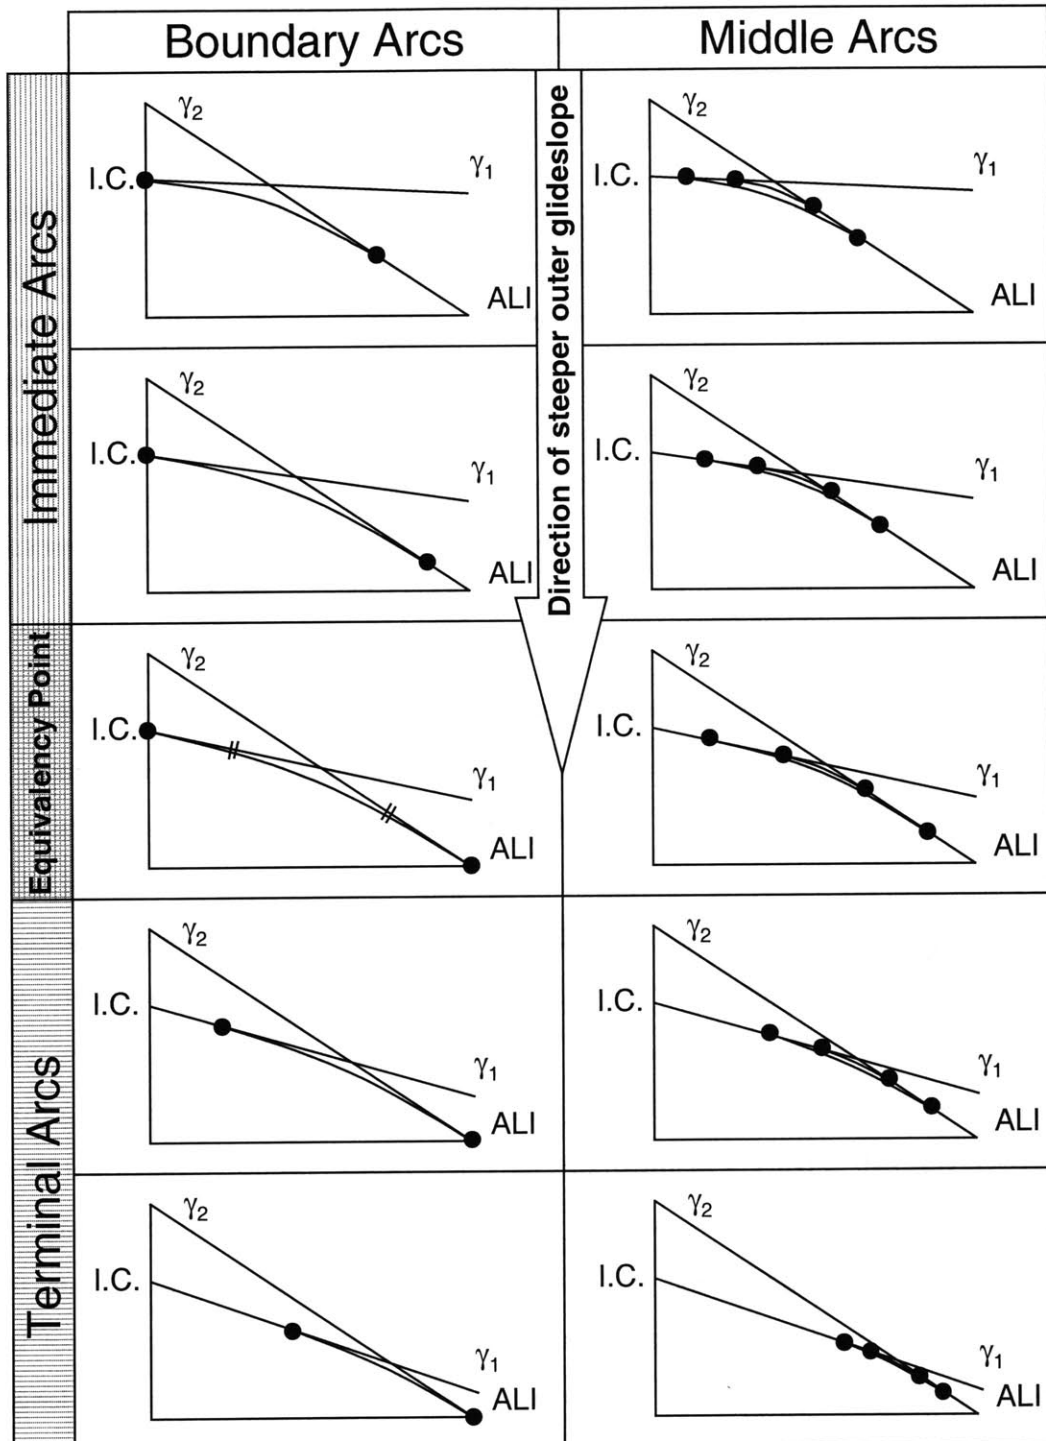 Boundary Arcs
Middle Arcs
Immediate Arcs
Direction of steeper outer glideslope
γ₂
I.C.
γ₁
ALI
γ₂
I.C.
γ₁
ALI
γ₂
I.C.
γ₁
ALI
γ₂
I.C.
γ₁
ALI
Equivalency Point
γ₂
I.C.
γ₁
ALI
γ₂
I.C.
γ₁
ALI
Terminal Arcs
γ₂
I.C.
γ₁
ALI
γ₂
I.C.
γ₁
ALI
γ₂
I.C.
γ₁
ALI
γ₂
I.C.
γ₁
ALI